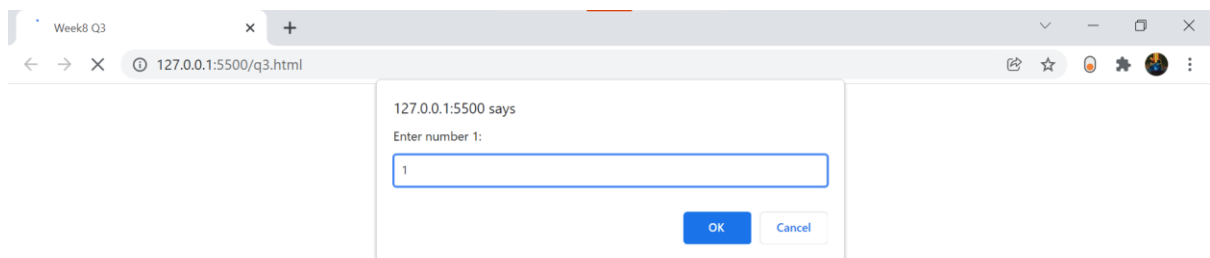 Week8 Q3
127.0.0.1:5500/q3.html
127.0.0.1:5500 says
Enter number 1:
1
OK Cancel